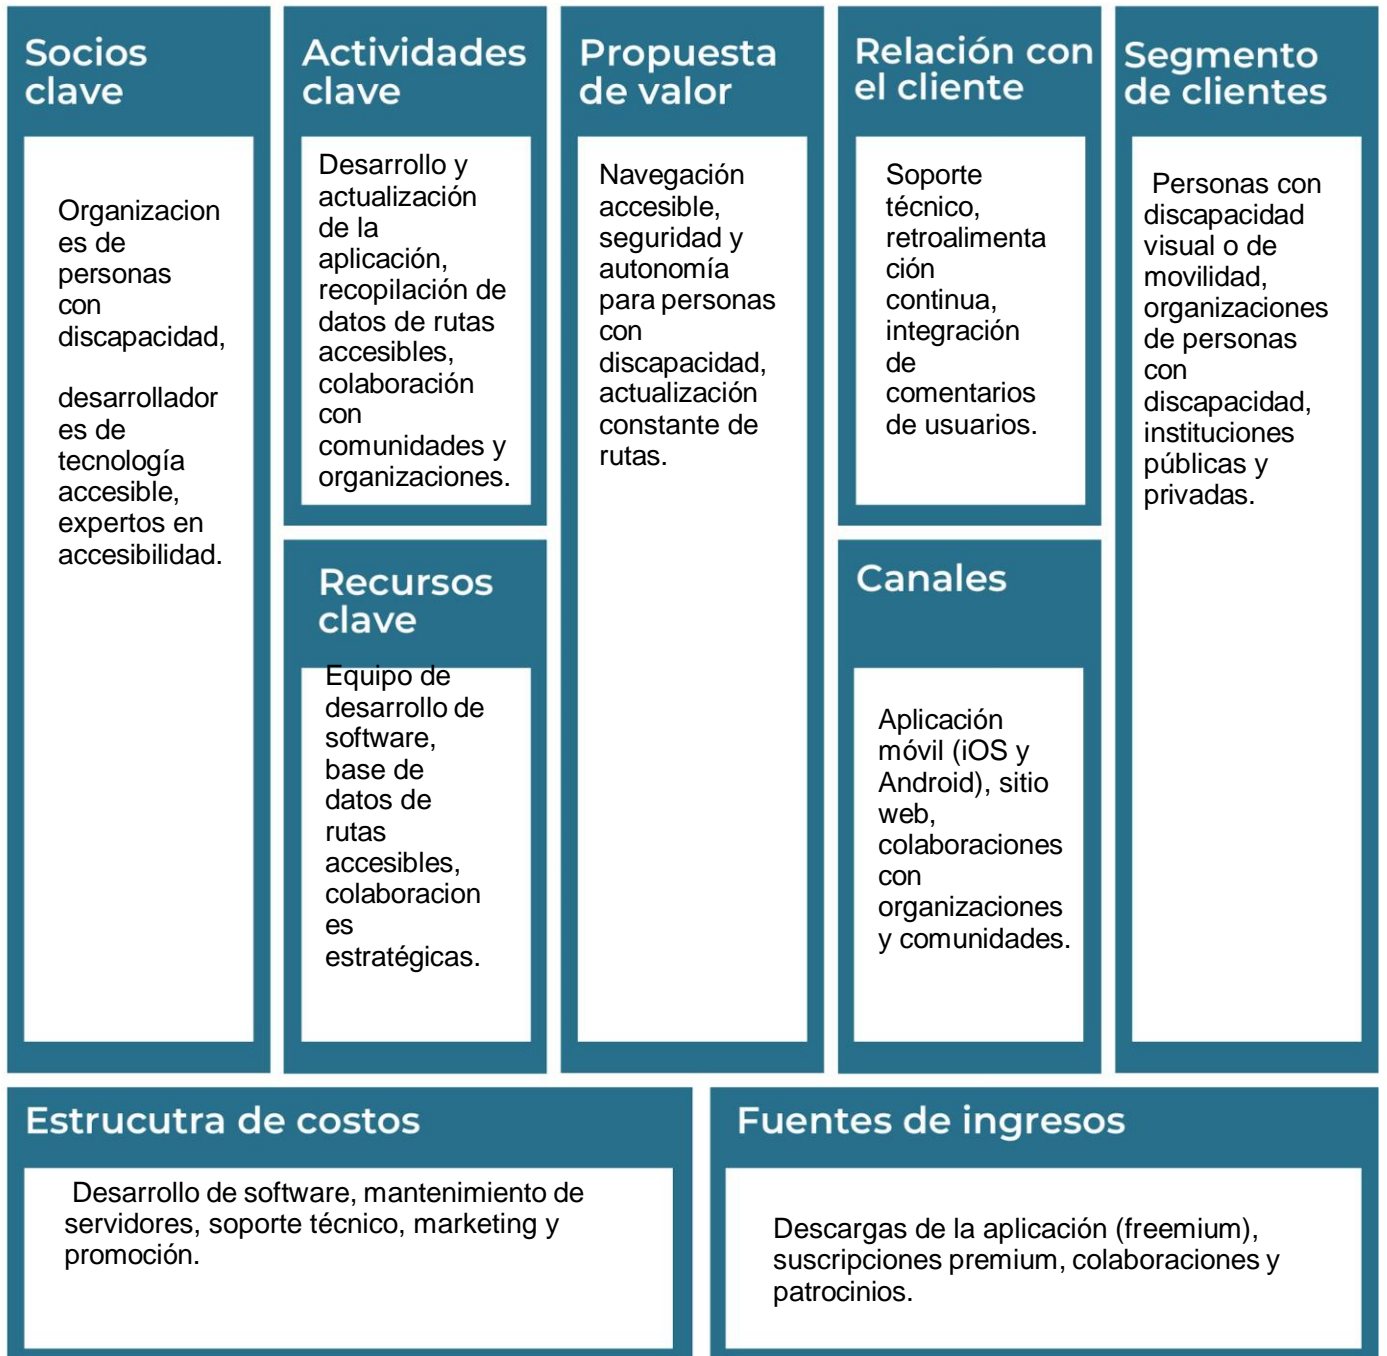 Socios
clave
Organizacion
es de
personas
con
discapacidad,
desarrollador
es de
tecnología
accesible,
expertos en
accesibilidad.
Actividades
clave
Desarrollo y
actualización
de la
aplicación,
recopilación de
datos de rutas
accesibles,
colaboración
con
comunidades y
organizaciones.
Recursos
clave
Equipo de
desarrollo de
software,
base de
datos de
rutas
accesibles,
colaboracion
es
estratégicas.
Propuesta
de valor
Navegación
accesible,
seguridad y
autonomía
para personas
con
discapacidad,
actualización
constante de
rutas.
Relación con
el cliente
Soporte
técnico,
retroalimenta
ción
continua,
integración
de
comentarios
de usuarios.
Canales
Aplicación
móvil (iOS y
Android), sitio
web,
colaboraciones
con
organizaciones
y comunidades.
Segmento
de clientes
Personas con
discapacidad
visual o de
movilidad,
organizaciones
de personas
con
discapacidad,
instituciones
públicas y
privadas.
Estrucutra de costos
Desarrollo de software, mantenimiento de
servidores, soporte técnico, marketing y
promoción.
Fuentes de ingresos
Descargas de la aplicación (freemium),
suscripciones premium, colaboraciones y
patrocinios.